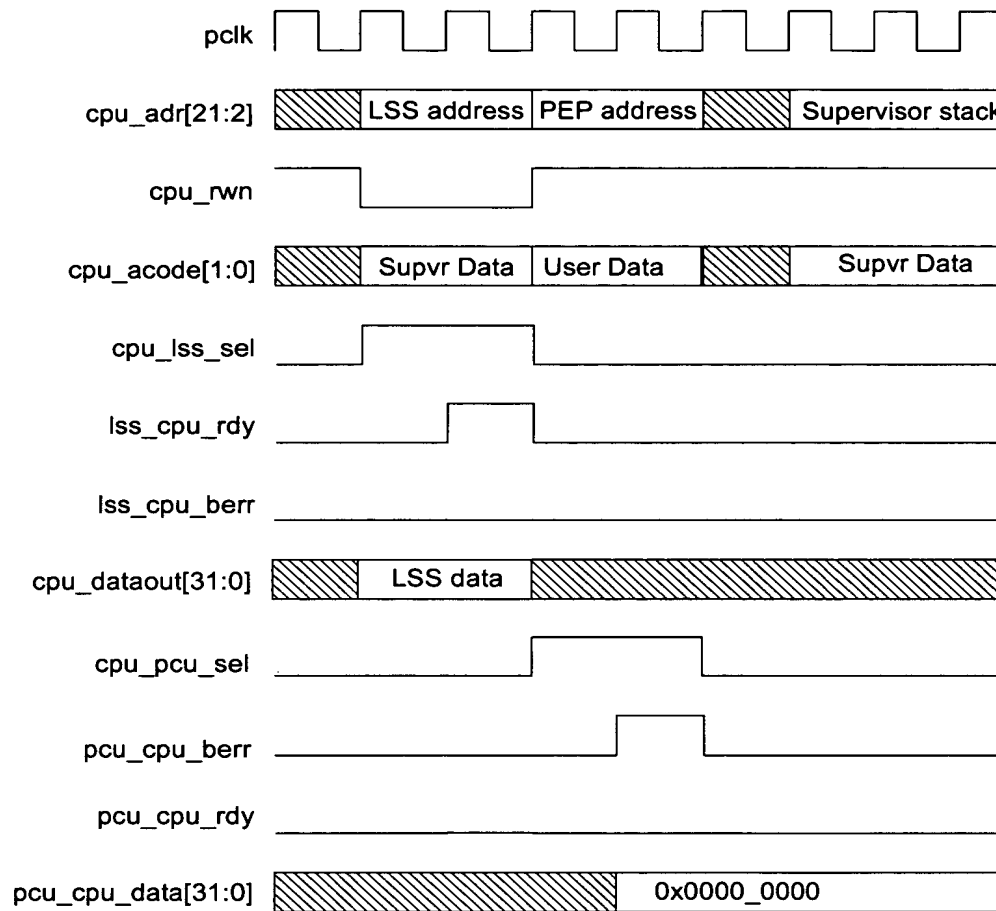 pclk
cpu_adr[21:2] LSS address PEP address Supervisor stack
cpu_rwn
cpu_acode[1:0] Supvr Data User Data Supvr Data
cpu_lss_sel
lss_cpu_rdy
lss_cpu_berr
cpu_dataout[31:0] LSS data
cpu_pcu_sel
pcu_cpu_berr
pcu_cpu_rdy
pcu_cpu_data[31:0] 0x0000_0000